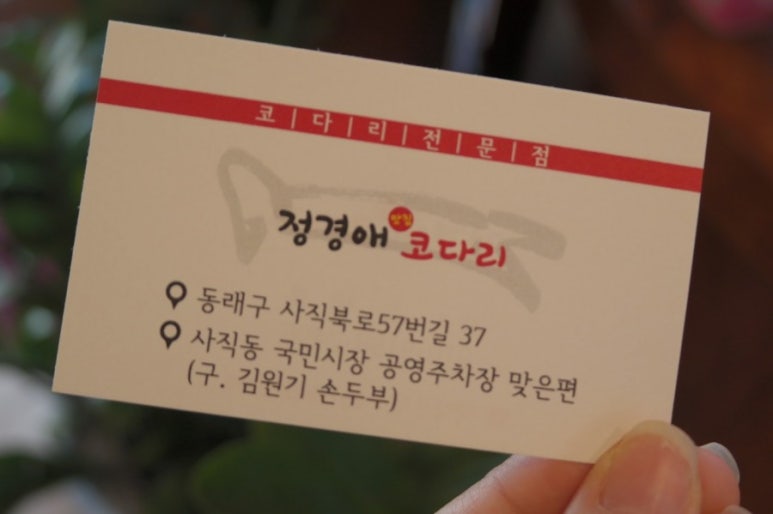 코|다|리|전|문|점
정경애 맛집 코다리
동래구 사직북로57번길 37
사직동 국민시장 공영주차장 맞은편
(구. 김원기 손두부)